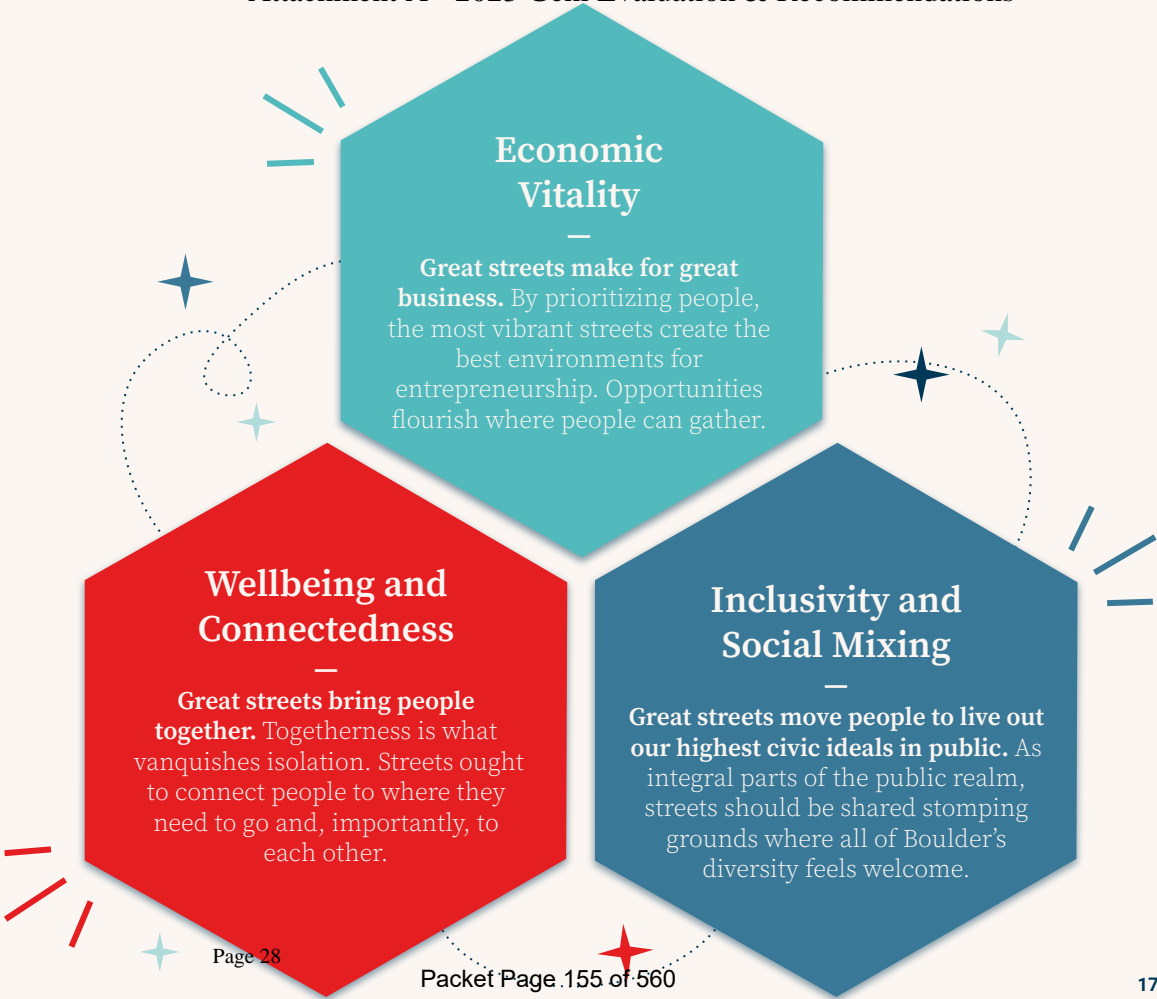 Attachment A - 2025 Gehl Evaluation & Recommendations
Economic
Vitality
—
Great streets make for great
business. By prioritizing people,
the most vibrant streets create the
best environments for
entrepreneurship. Opportunities
flourish where people can gather.
Wellbeing and
Connectedness
—
Great streets bring people
together. Togetherness is what
vanquishes isolation. Streets ought
to connect people to where they
need to go and, importantly, to
each other.
Inclusivity and
Social Mixing
—
Great streets move people to live out
our highest civic ideals in public. As
integral parts of the public realm,
streets should be shared stomping
grounds where all of Boulder’s
diversity feels welcome.
Page 28
Packet Page 155 of 560
17